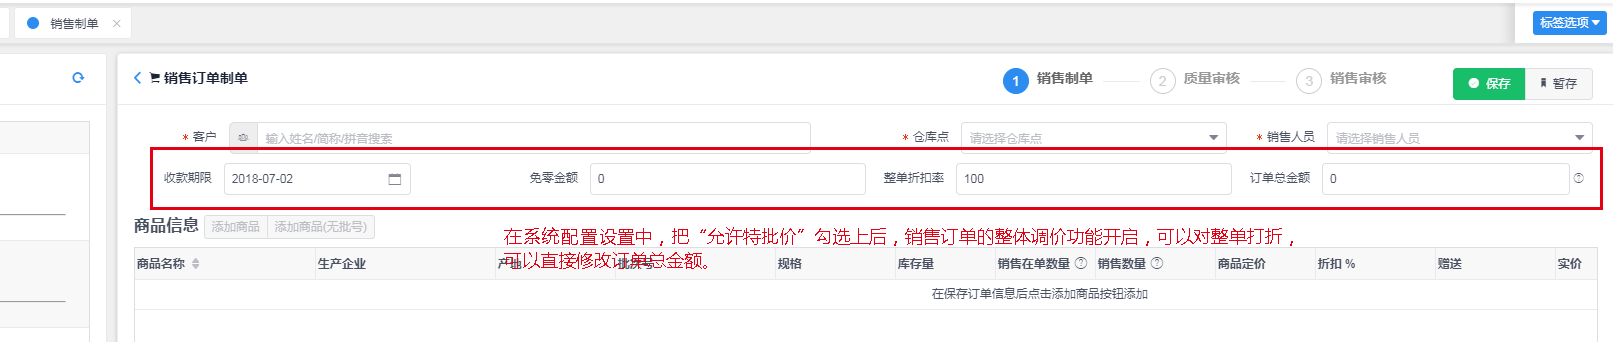 销售制单 ×
标签选项
销售订单制单
1 销售制单 2 质量审核 3 销售审核
保存 暂存
* 客户 输入姓名/简称/拼音搜索 * 仓库点 请选择仓库点 * 销售人员 请选择销售人员
收款期限 2018-07-02 免零金额 0 整单折扣率 100 订单总金额 0
商品信息 添加商品 添加商品(无批号)
在系统配置设置中，把“允许特批价”勾选上后，销售订单的整体调价功能开启，可以对整单打折，
可以直接修改订单总金额。
商品名称 生产企业 产地 批次号 规格 库存量 销售在单数量 销售数量 商品定价 折扣 % 赠送 实价
在保存订单信息后点击添加商品按钮添加